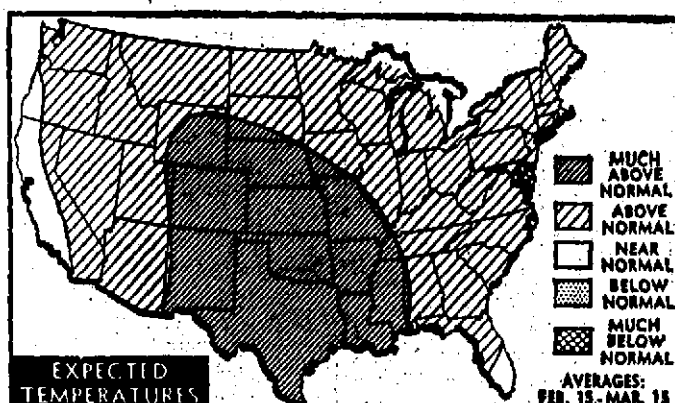 MUCH
ABOVE
NORMAL
ABOVE
NORMAL
NEAR
NORMAL
BELOW
NORMAL
MUCH
BELOW
NORMAL
AVERAGES:
FEB. 15 - MAR. 15
EXPECTED
TEMPERATURES